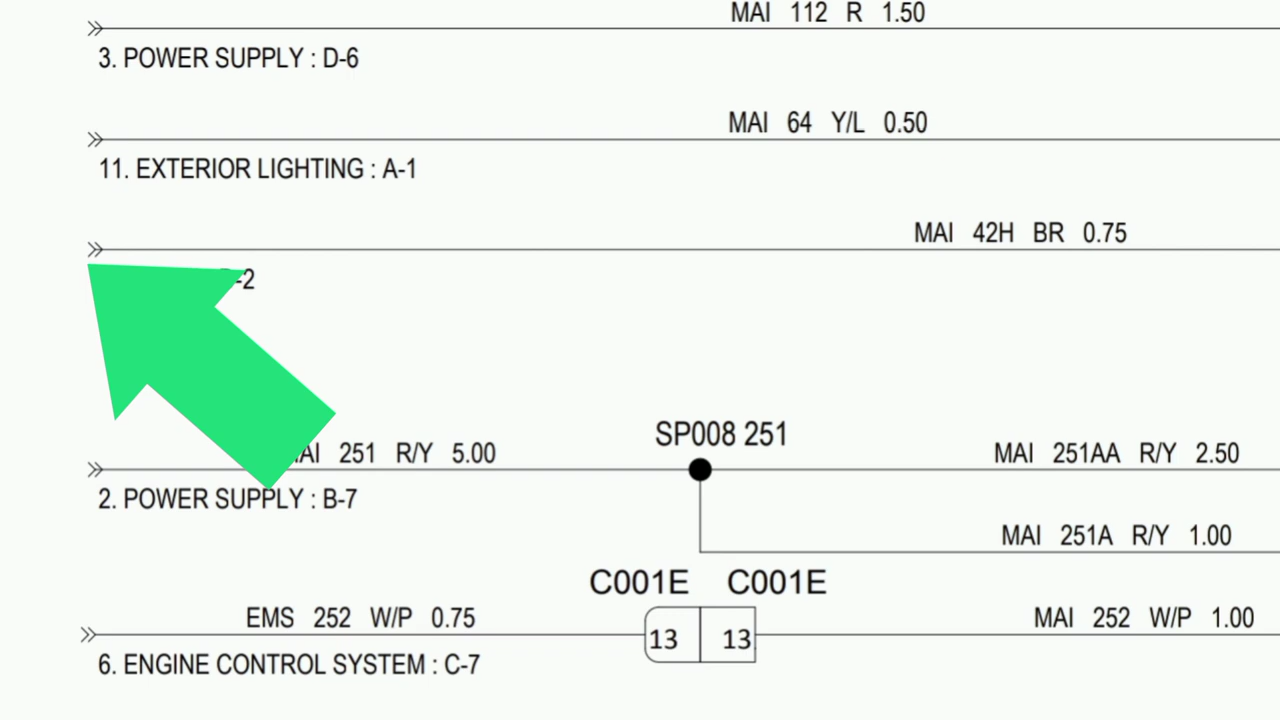 MAI 112 R 1.50
3. POWER SUPPLY : D-6
MAI 64 Y/L 0.50
11. EXTERIOR LIGHTING : A-1
MAI 42H BR 0.75
-2
251 R/Y 5.00
SP008 251
MAI 251AA R/Y 2.50
2. POWER SUPPLY : B-7
MAI 251A R/Y 1.00
C001E C001E
EMS 252 W/P 0.75
13 13
MAI 252 W/P 1.00
6. ENGINE CONTROL SYSTEM : C-7